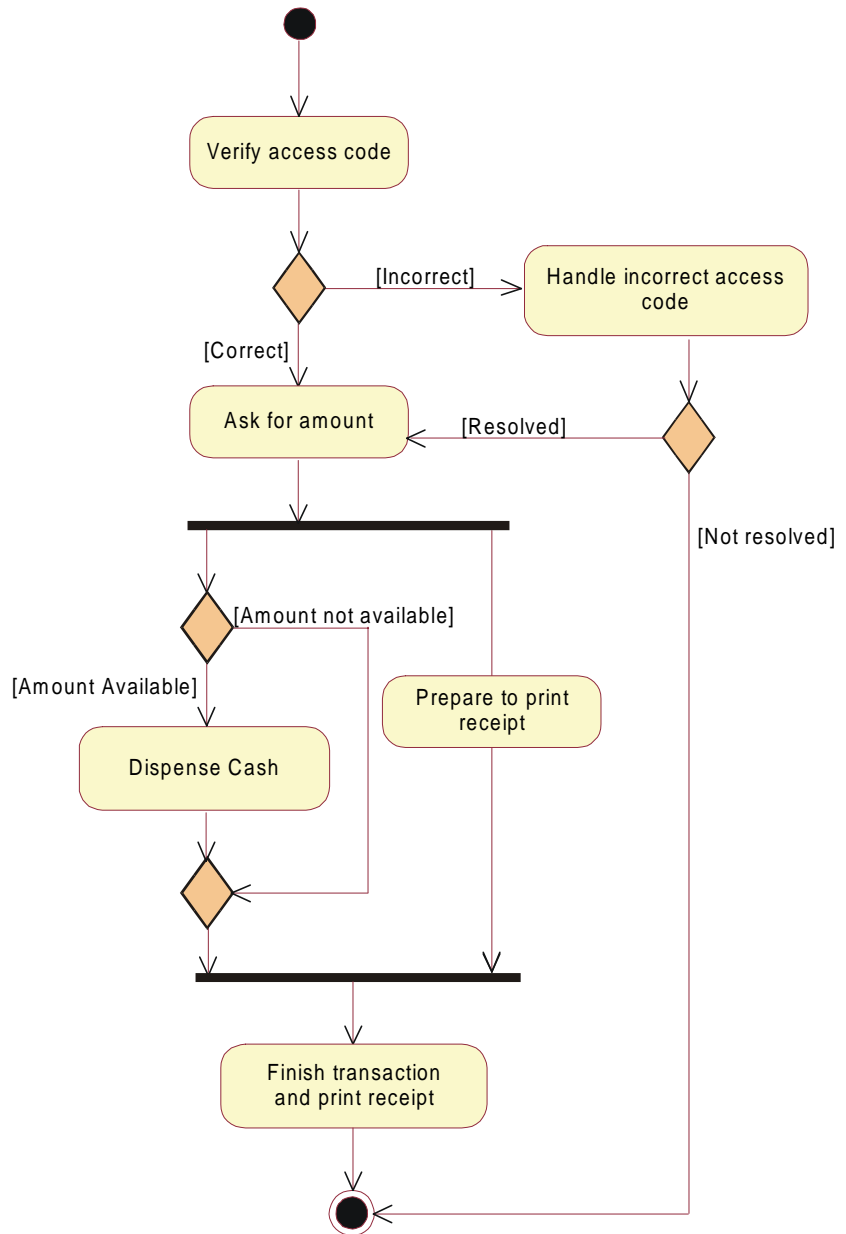 Verify access code
[Incorrect]
Handle incorrect access
code
[Correct]
Ask for amount
[Resolved]
[Not resolved]
[Amount not available]
[Amount Available]
Prepare to print
receipt
Dispense Cash
Finish transaction
and print receipt